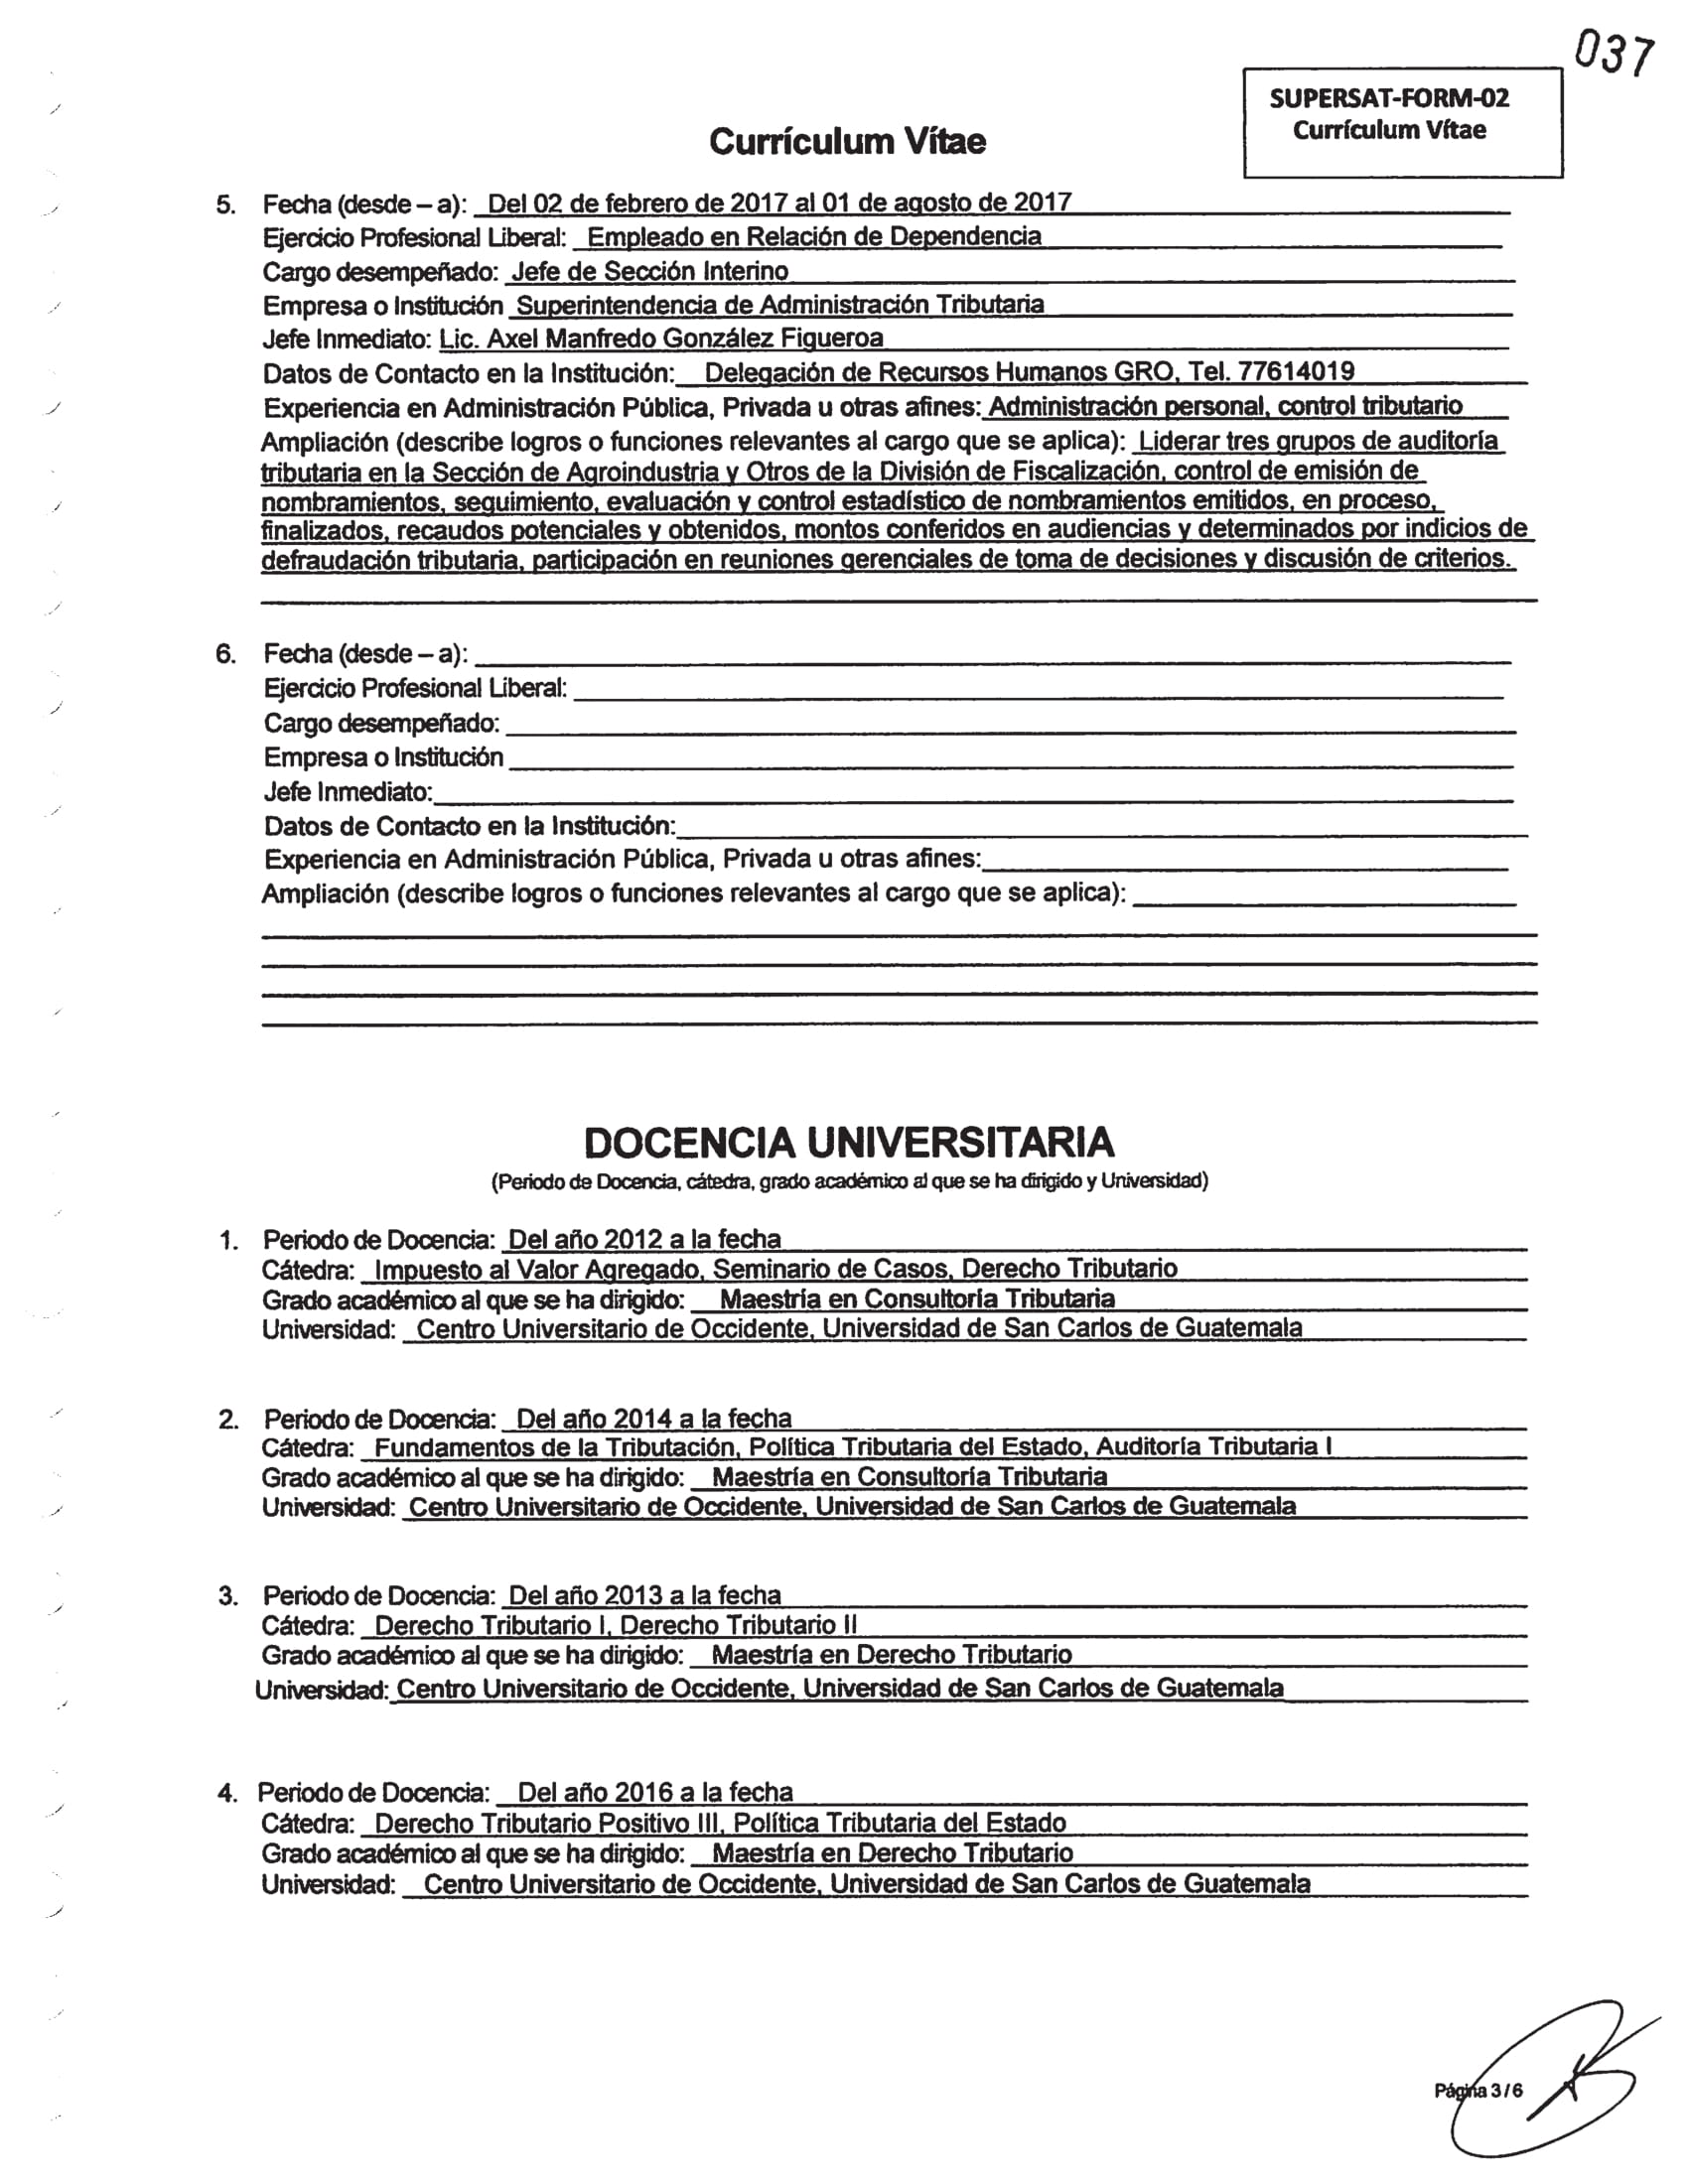 037
SUPERSAT-FORM-02
Currículum Vítae
Currículum Vítae
5. Fecha (desde – a): Del 02 de febrero de 2017 al 01 de agosto de 2017
Ejercicio Profesional Liberal: Empleado en Relación de Dependencia
Cargo desempeñado: Jefe de Sección Interino
Empresa o Institución Superintendencia de Administración Tributaria
Jefe Inmediato: Lic. Axel Manfredo González Figueroa
Datos de Contacto en la Institución: Delegación de Recursos Humanos GRO, Tel. 77614019
Experiencia en Administración Pública, Privada u otras afines: Administración personal, control tributario
Ampliación (describe logros o funciones relevantes al cargo que se aplica): Liderar tres grupos de auditoría
tributaria en la Sección de Agroindustria y Otros de la División de Fiscalización, control de emisión de
nombramientos, seguimiento, evaluación y control estadístico de nombramientos emitidos, en proceso,
finalizados, recaudos potenciales y obtenidos, montos conferidos en audiencias y determinados por indicios de
defraudación tributaria, participación en reuniones gerenciales de toma de decisiones y discusión de criterios.
6. Fecha (desde – a):
Ejercicio Profesional Liberal:
Cargo desempeñado:
Empresa o Institución
Jefe Inmediato:
Datos de Contacto en la Institución:
Experiencia en Administración Pública, Privada u otras afines:
Ampliación (describe logros o funciones relevantes al cargo que se aplica):
DOCENCIA UNIVERSITARIA
(Periodo de Docencia, cátedra, grado académico al que se ha dirigido y Universidad)
1. Periodo de Docencia: Del año 2012 a la fecha
Cátedra: Impuesto al Valor Agregado, Seminario de Casos, Derecho Tributario
Grado académico al que se ha dirigido: Maestría en Consultoría Tributaria
Universidad: Centro Universitario de Occidente, Universidad de San Carlos de Guatemala
2. Periodo de Docencia: Del año 2014 a la fecha
Cátedra: Fundamentos de la Tributación, Política Tributaria del Estado, Auditoría Tributaria I
Grado académico al que se ha dirigido: Maestría en Consultoría Tributaria
Universidad: Centro Universitario de Occidente, Universidad de San Carlos de Guatemala
3. Periodo de Docencia: Del año 2013 a la fecha
Cátedra: Derecho Tributario I, Derecho Tributario II
Grado académico al que se ha dirigido: Maestría en Derecho Tributario
Universidad: Centro Universitario de Occidente, Universidad de San Carlos de Guatemala
4. Periodo de Docencia: Del año 2016 a la fecha
Cátedra: Derecho Tributario Positivo III, Política Tributaria del Estado
Grado académico al que se ha dirigido: Maestría en Derecho Tributario
Universidad: Centro Universitario de Occidente, Universidad de San Carlos de Guatemala
Página 3 / 6